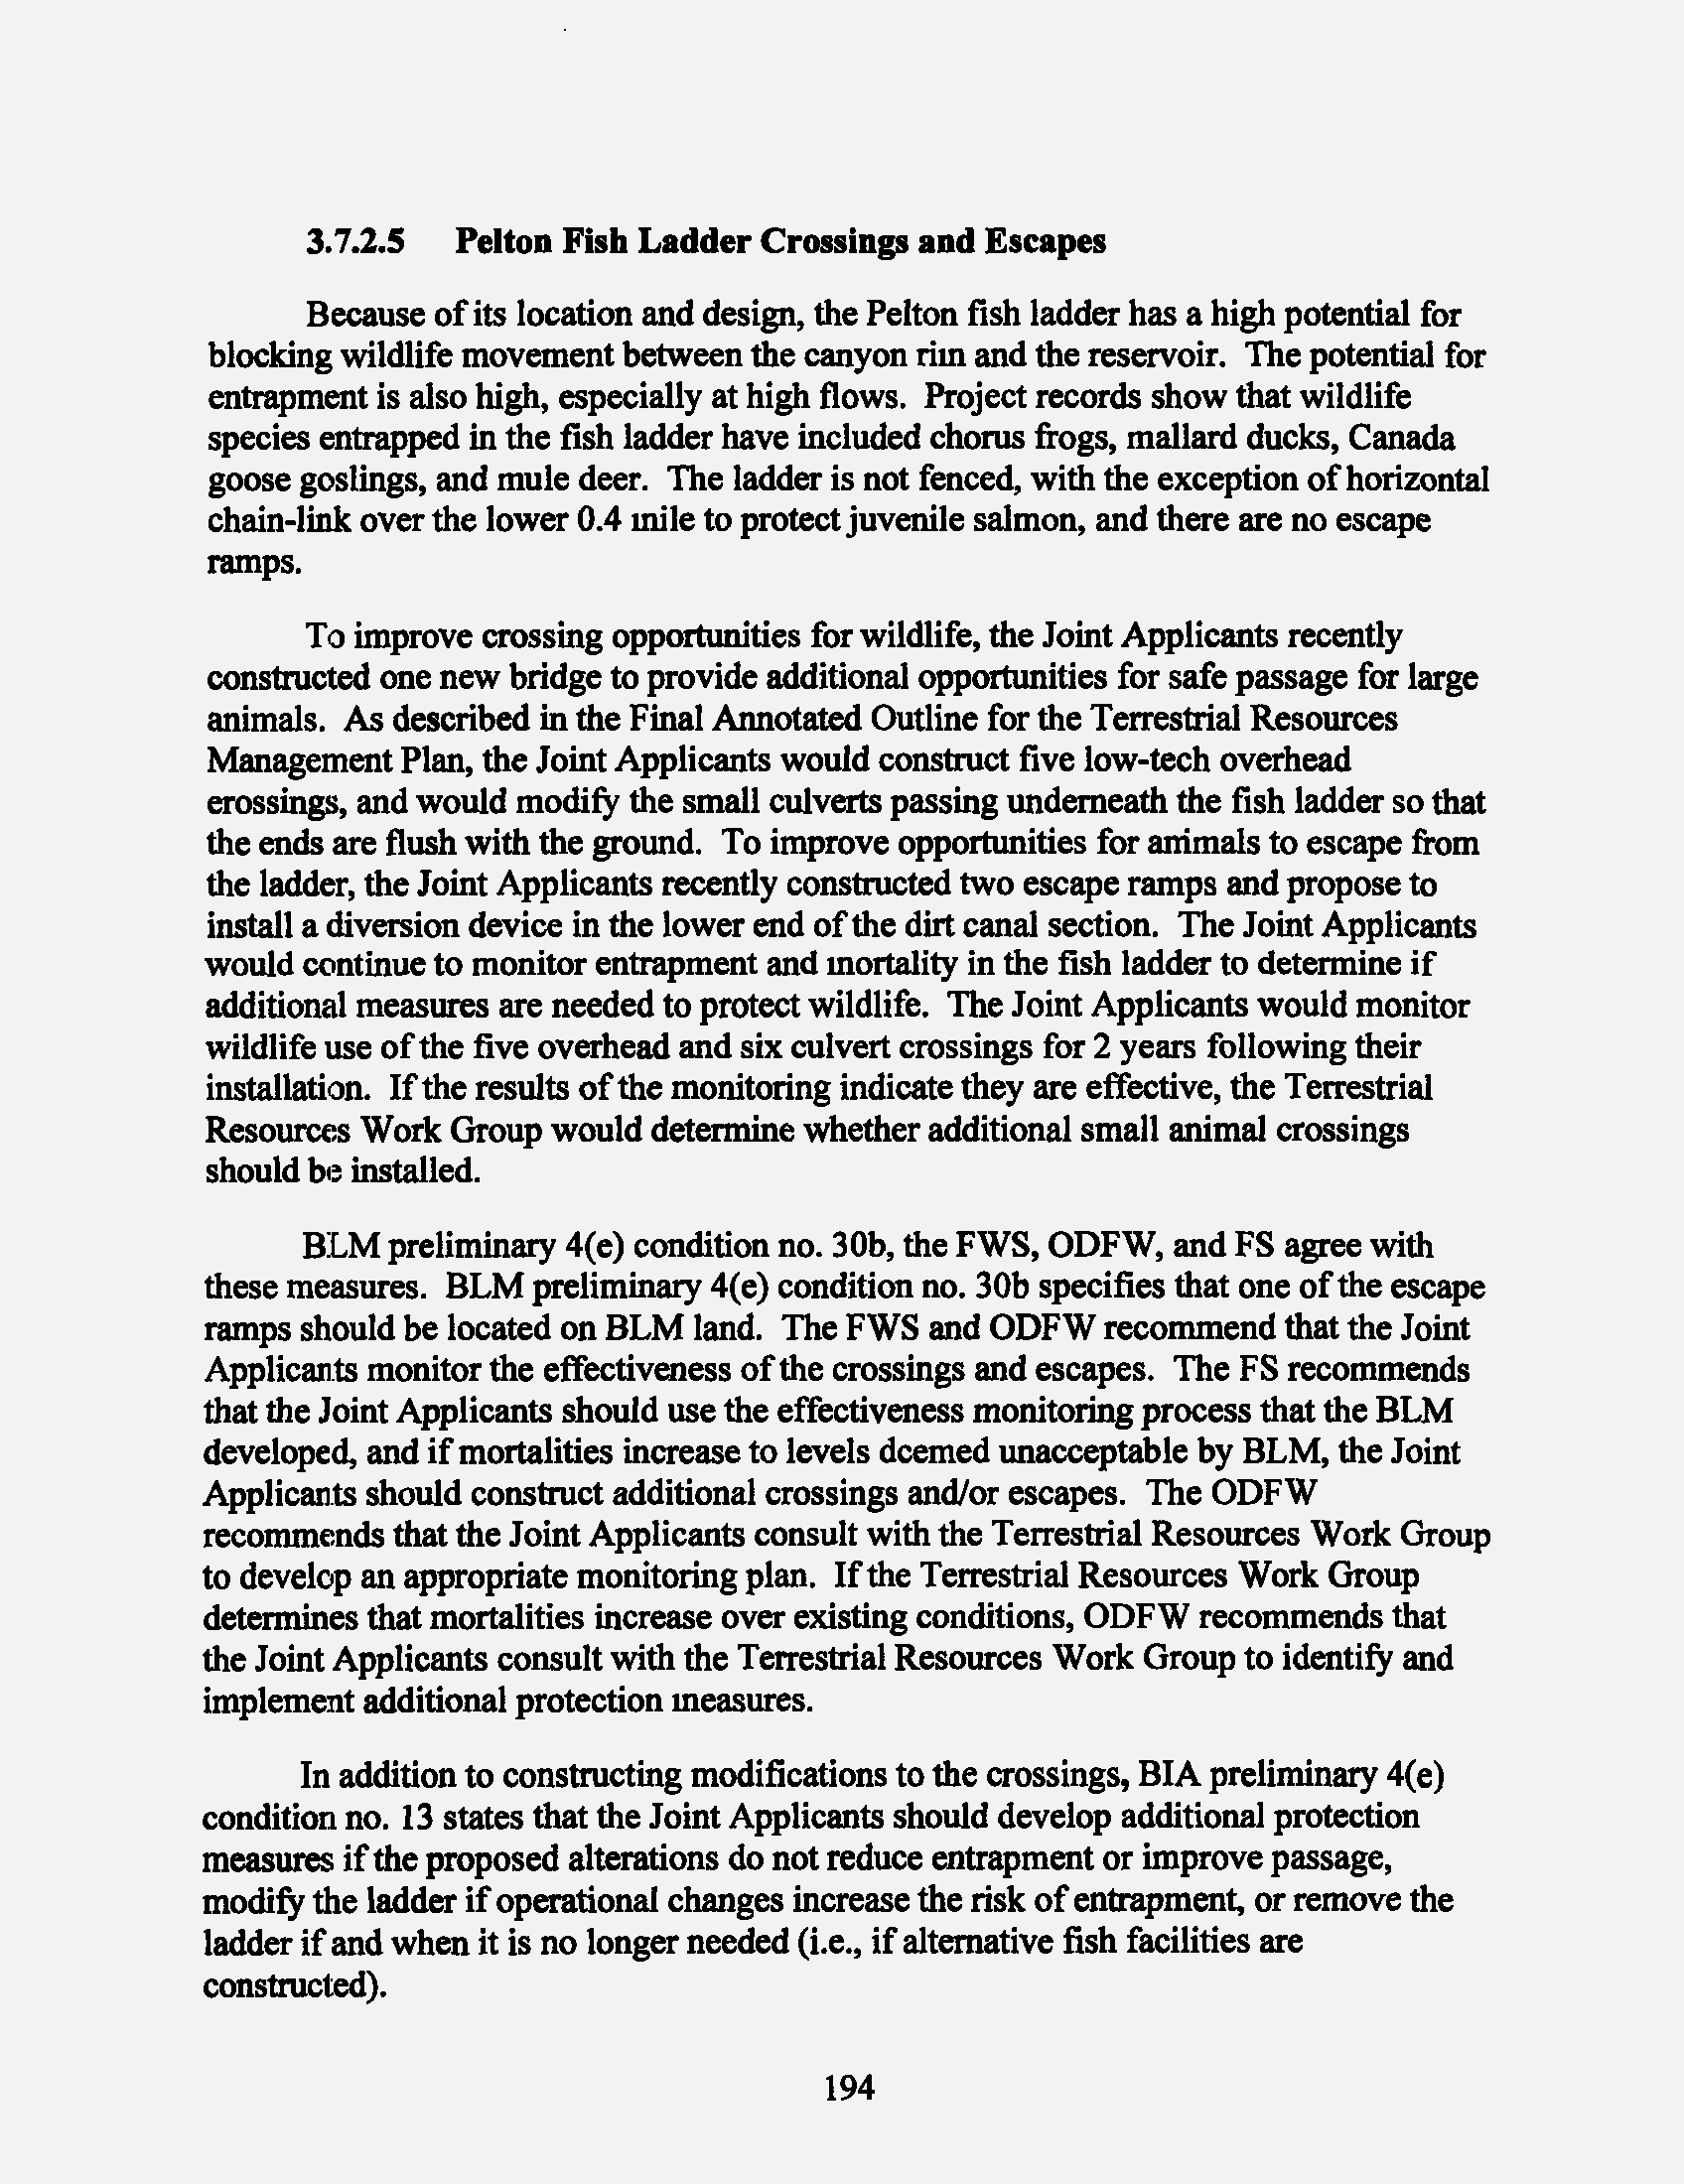 3.7.2.5 Pelton Fish Ladder Crossings and Escapes
Because of its location and design, the Pelton fish ladder has a high potential for
blocking wildlife movement between the canyon rim and the reservoir. The potential for
entrapment is also high, especially at high flows. Project records show that wildlife
species entrapped in the fish ladder have included chorus frogs, mallard ducks, Canada
goose goslings, and mule deer. The ladder is not fenced, with the exception of horizontal
chain-link over the lower 0.4 mile to protect juvenile salmon, and there are no escape
ramps.
To improve crossing opportunities for wildlife, the Joint Applicants recently
constructed one new bridge to provide additional opportunities for safe passage for large
animals. As described in the Final Annotated Outline for the Terrestrial Resources
Management Plan, the Joint Applicants would construct five low-tech overhead
erossings, and would modify the small culverts passing underneath the fish ladder so that
the ends are flush with the ground. To improve opportunities for animals to escape from
the ladder, the Joint Applicants recently constructed two escape ramps and propose to
install a diversion device in the lower end of the dirt canal section. The Joint Applicants
would continue to monitor entrapment and mortality in the fish ladder to determine if
additional measures are needed to protect wildlife. The Joint Applicants would monitor
wildlife use of the five overhead and six culvert crossings for 2 years following their
installation. If the results of the monitoring indicate they are effective, the Terrestrial
Resources Work Group would determine whether additional small animal crossings
should be installed.
BLM preliminary 4(e) condition no. 30b, the FWS, ODFW, and FS agree with
these measures. BLM preliminary 4(e) condition no. 30b specifies that one of the escape
ramps should be located on BLM land. The FWS and ODFW recommend that the Joint
Applicants monitor the effectiveness of the crossings and escapes. The FS recommends
that the Joint Applicants should use the effectiveness monitoring process that the BLM
developed, and if mortalities increase to levels deemed unacceptable by BLM, the Joint
Applicants should construct additional crossings and/or escapes. The ODFW
recommends that the Joint Applicants consult with the Terrestrial Resources Work Group
to develop an appropriate monitoring plan. If the Terrestrial Resources Work Group
determines that mortalities increase over existing conditions, ODFW recommends that
the Joint Applicants consult with the Terrestrial Resources Work Group to identify and
implement additional protection measures.
In addition to constructing modifications to the crossings, BIA preliminary 4(e)
condition no. 13 states that the Joint Applicants should develop additional protection
measures if the proposed alterations do not reduce entrapment or improve passage,
modify the ladder if operational changes increase the risk of entrapment, or remove the
ladder if and when it is no longer needed (i.e., if alternative fish facilities are
constructed).
194